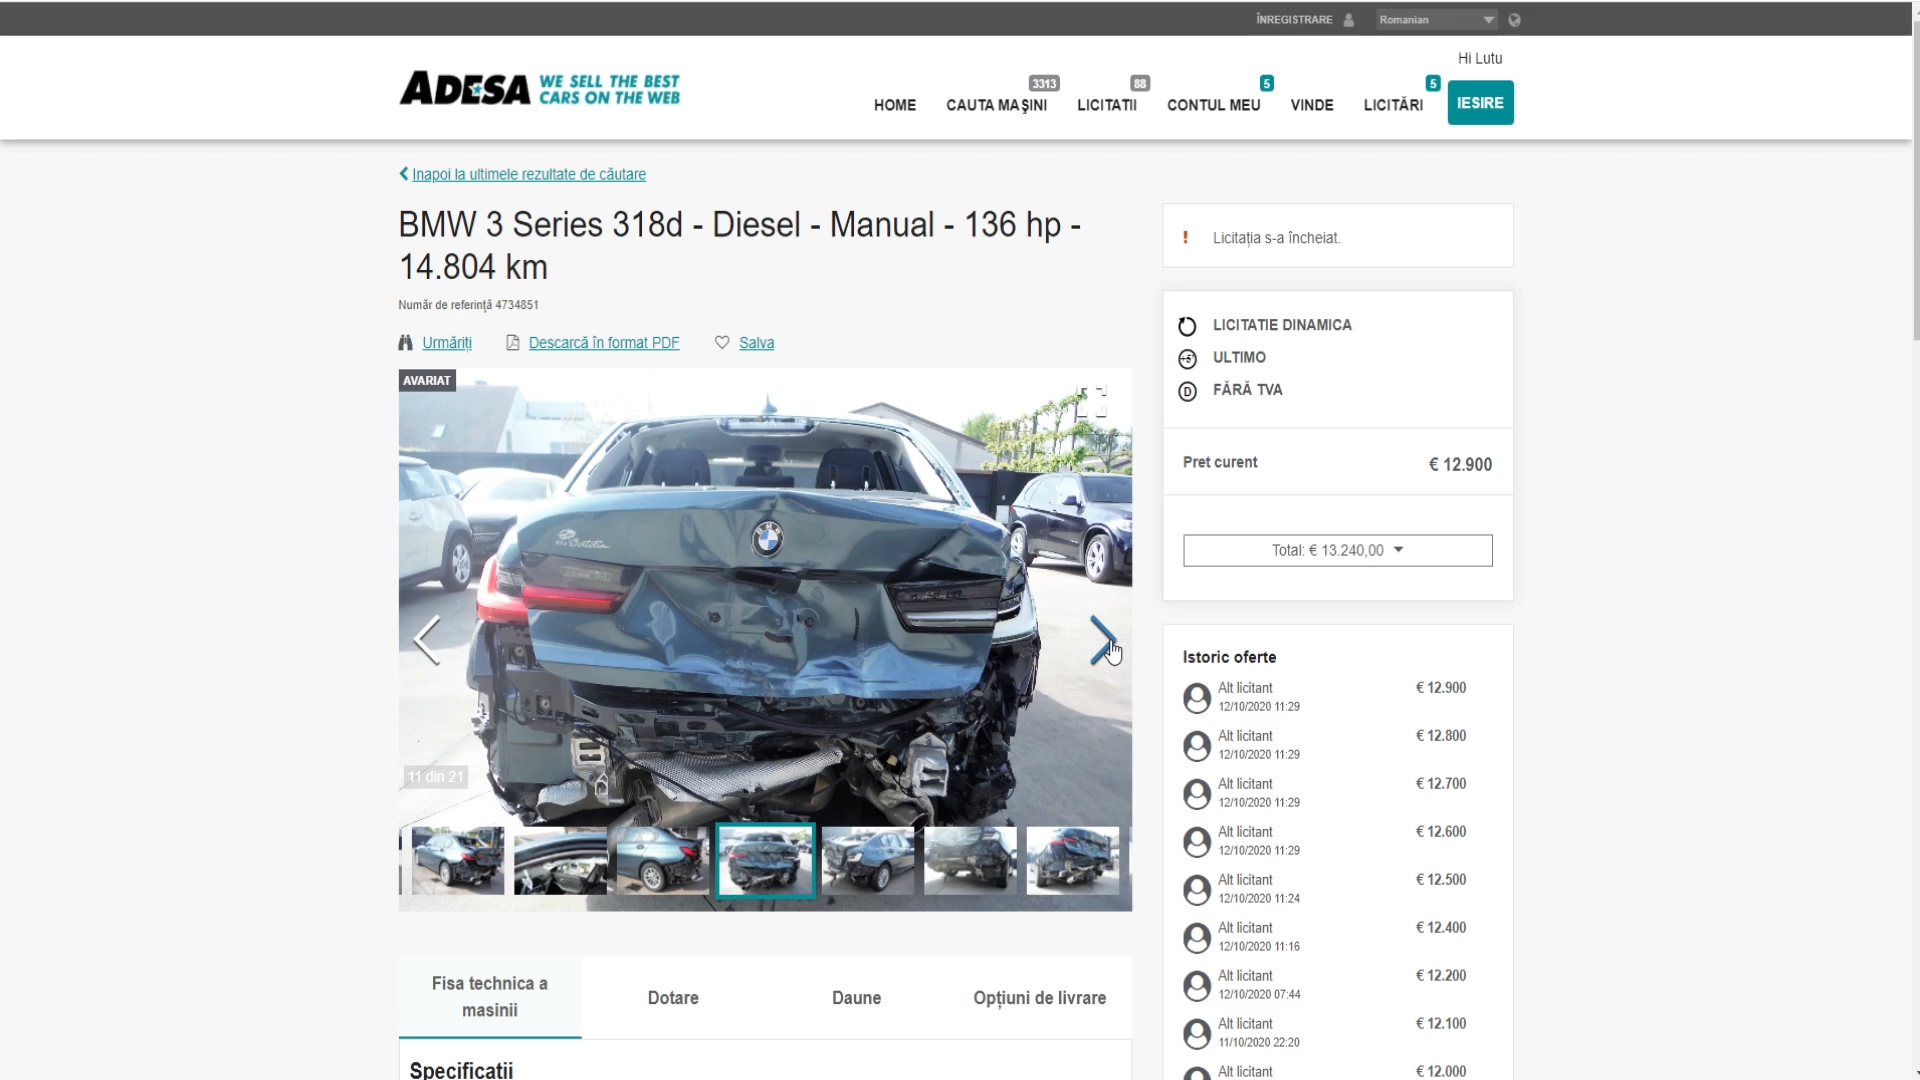 ÎNREGISTRARE
Romanian
Hi Lutu
ADESA
WE SELL THE BEST
CARS ON THE WEB
HOME
CAUTA MAȘINI 3313
LICITATII 88
CONTUL MEU 5
VINDE
LICITĂRI 5
IESIRE
Inapoi la ultimele rezultate de căutare
BMW 3 Series 318d - Diesel - Manual - 136 hp -
14.804 km
Număr de referință 4734851
Urmăriți
Descarcă în format PDF
Salva
AVARIAT
BMW
11 din 21
Fisa technica a
masinii
Dotare
Daune
Opțiuni de livrare
Specificatii
! Licitația s-a încheiat.
LICITATIE DINAMICA
ULTIMO
D FĂRĂ TVA
Pret curent € 12.900
Total: € 13.240,00
Istoric oferte
Alt licitant € 12.900
12/10/2020 11:29
Alt licitant € 12.800
12/10/2020 11:29
Alt licitant € 12.700
12/10/2020 11:29
Alt licitant € 12.600
12/10/2020 11:29
Alt licitant € 12.500
12/10/2020 11:24
Alt licitant € 12.400
12/10/2020 11:16
Alt licitant € 12.200
12/10/2020 07:44
Alt licitant € 12.100
11/10/2020 22:20
Alt licitant € 12.000